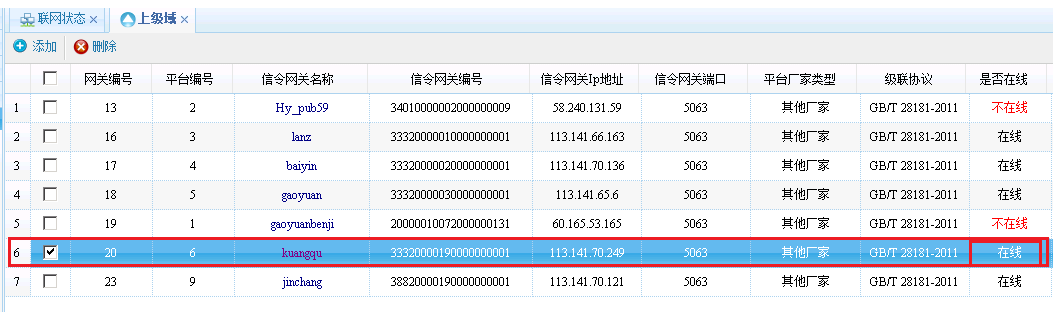 联网状态 × 上级域 ×
添加 删除
网关编号 平台编号 信令网关名称 信令网关编号 信令网关Ip地址 信令网关端口 平台厂家类型 级联协议 是否在线
1 13 2 Hy_pub59 34010000002000000009 58.240.131.59 5063 其他厂家 GB/T 28181-2011 不在线
2 16 3 lanz 33320000010000000001 113.141.66.163 5063 其他厂家 GB/T 28181-2011 在线
3 17 4 baiyin 33320000020000000001 113.141.70.136 5063 其他厂家 GB/T 28181-2011 在线
4 18 5 gaoyuan 33320000030000000001 113.141.65.6 5063 其他厂家 GB/T 28181-2011 在线
5 19 1 gaoyuanbenji 20000010072000000131 60.165.53.165 5063 其他厂家 GB/T 28181-2011 不在线
6 20 6 kuangqu 33320000190000000001 113.141.70.249 5063 其他厂家 GB/T 28181-2011 在线
7 23 9 jinchang 38820000190000000001 113.141.70.121 5063 其他厂家 GB/T 28181-2011 在线